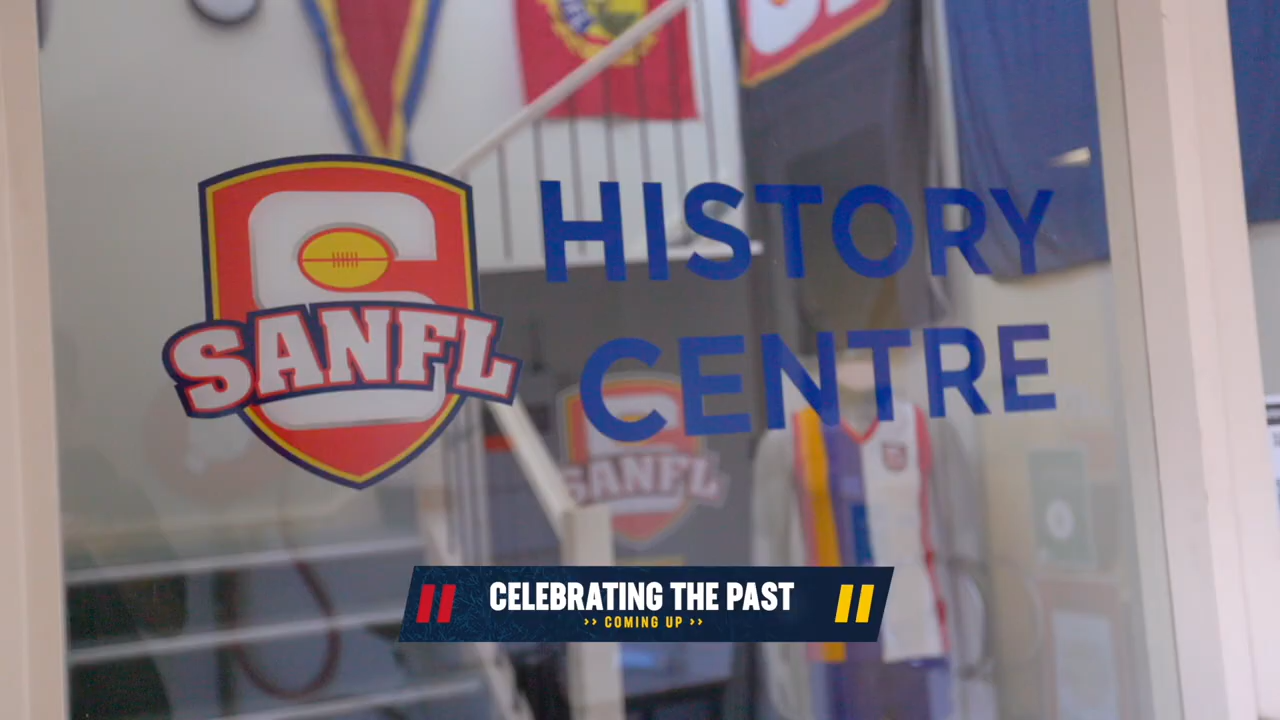 HISTORY
SANFL
CENTRE
SANFL
CELEBRATING THE PAST
>> COMING UP >>